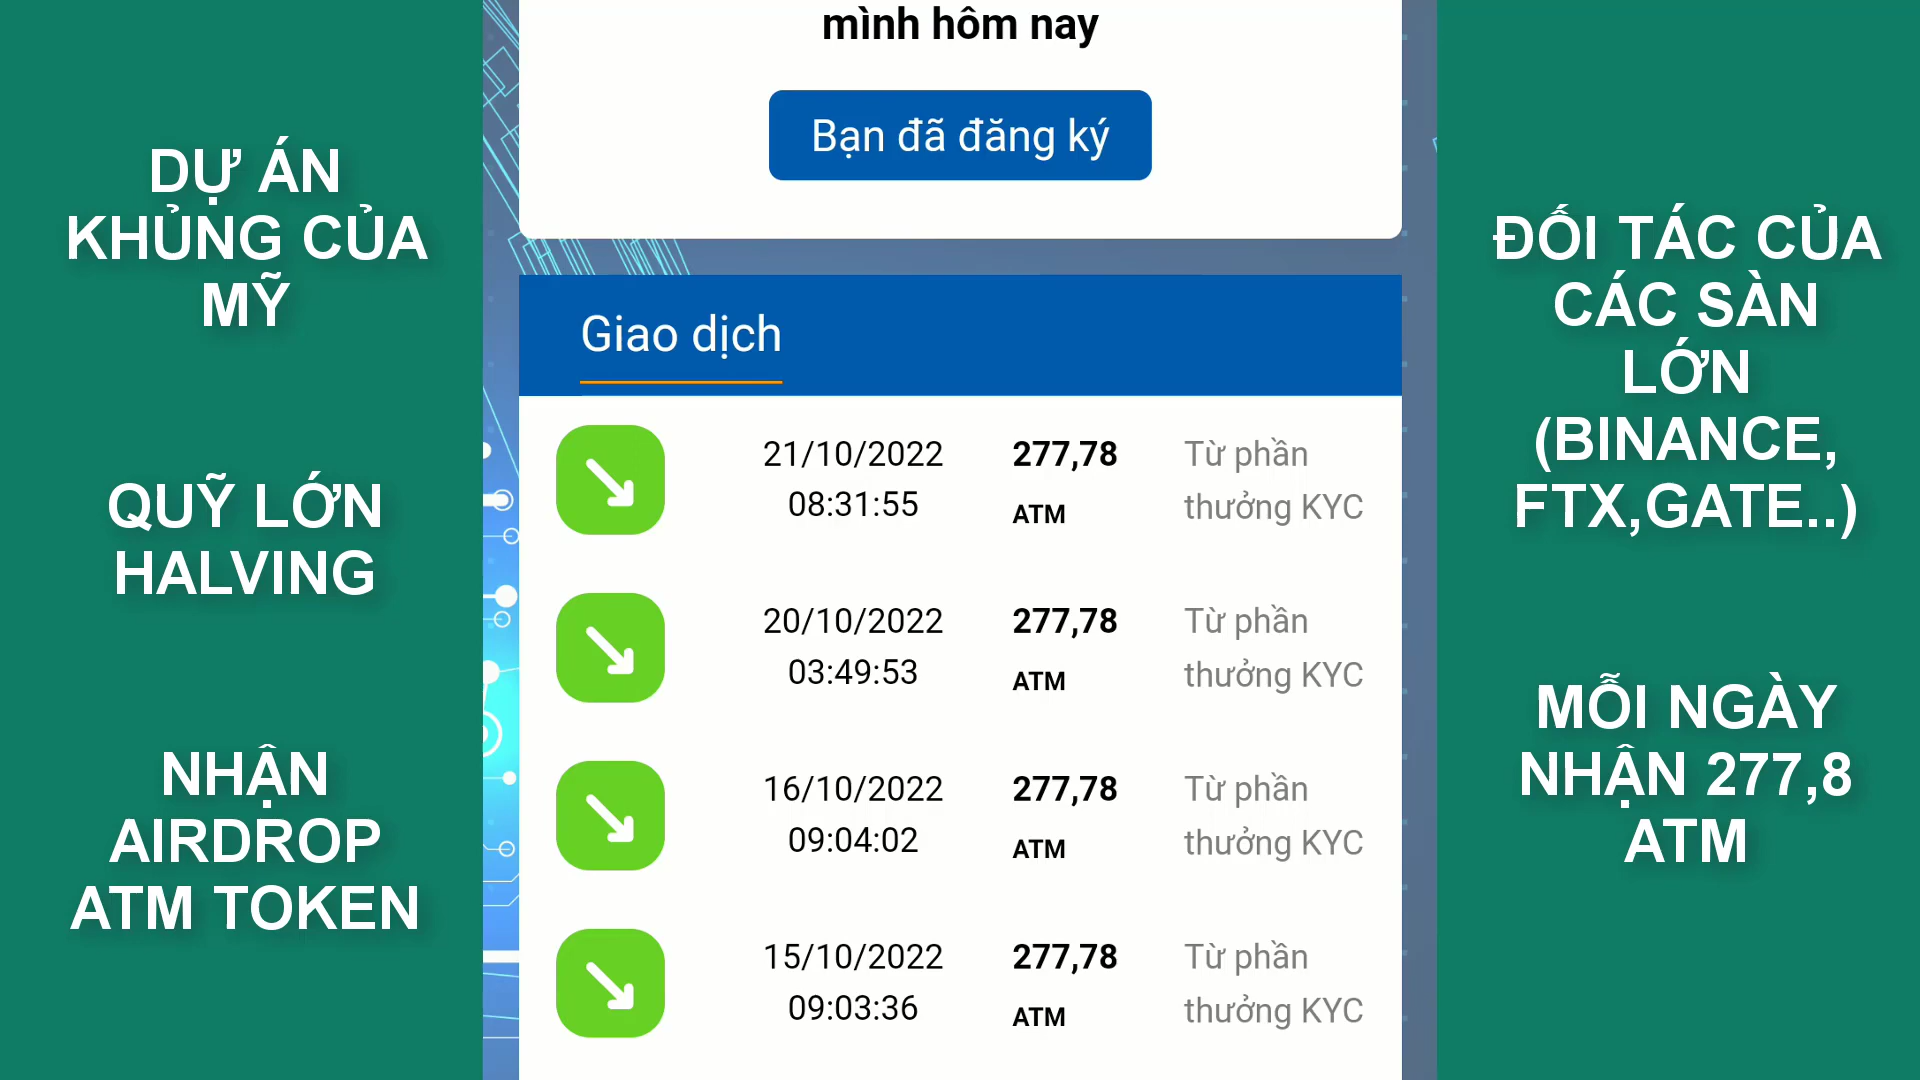 DỰ ÁN
KHỦNG CỦA
MỸ
QUỸ LỚN
HALVING
NHẬN
AIRDROP
ATM TOKEN
mình hôm nay
Bạn đã đăng ký
Giao dịch
21/10/2022 277,78 Từ phần
08:31:55 ATM thưởng KYC
20/10/2022 277,78 Từ phần
03:49:53 ATM thưởng KYC
16/10/2022 277,78 Từ phần
09:04:02 ATM thưởng KYC
15/10/2022 277,78 Từ phần
09:03:36 ATM thưởng KYC
ĐỐI TÁC CỦA
CÁC SÀN
LỚN
(BINANCE,
FTX,GATE..)
MỖI NGÀY
NHẬN 277,8
ATM